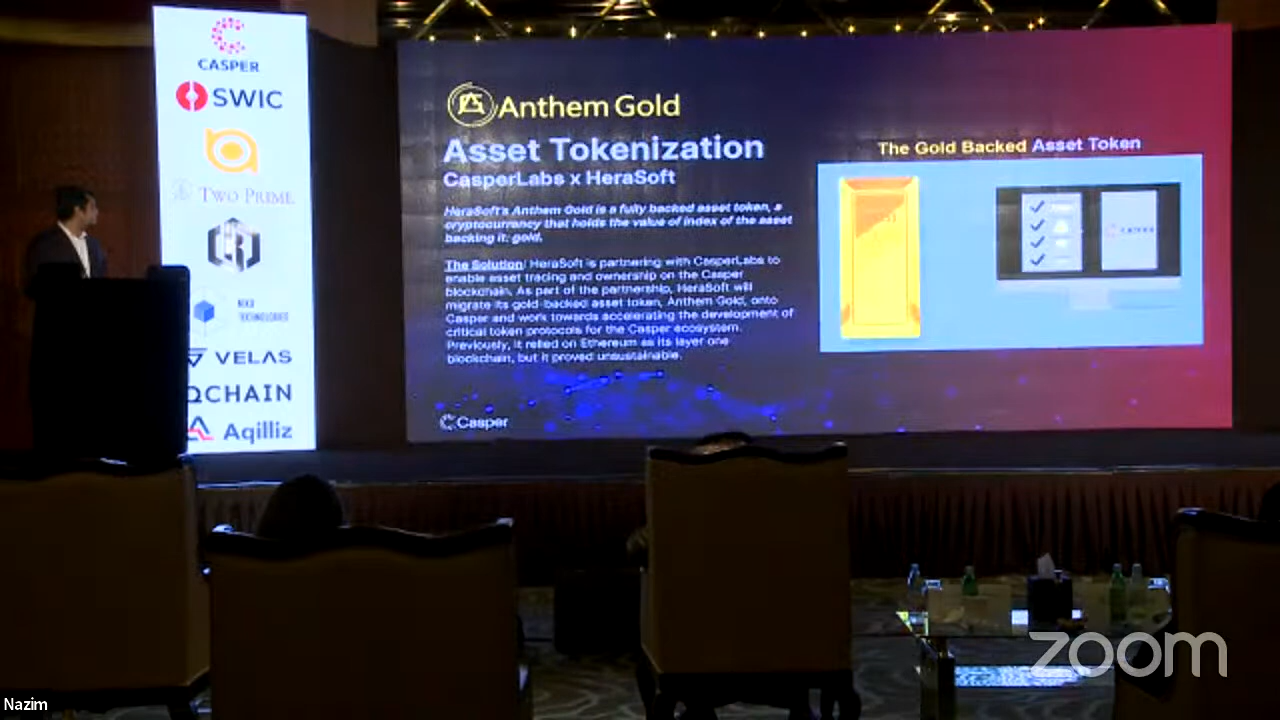 CASPER
SWIC
TWO PRIME
VELAS
QCHAIN
Aqilliz
Anthem Gold
Asset Tokenization
CasperLabs x HeraSoft
HeraSoft's Anthem Gold is a fully backed asset token, a
cryptocurrency that holds the value of index of the asset
backing it: gold.
The Solution: HeraSoft is partnering with CasperLabs to
enable asset tracing and ownership on the Casper
blockchain. As part of the partnership, HeraSoft will
migrate its gold-backed asset token, Anthem Gold, onto
Casper and work towards accelerating the development of
critical token protocols for the Casper ecosystem.
Previously, it relied on Ethereum as its layer one
blockchain, but it proved unsustainable.
Casper
The Gold Backed Asset Token
CASPER
zoom
Nazim